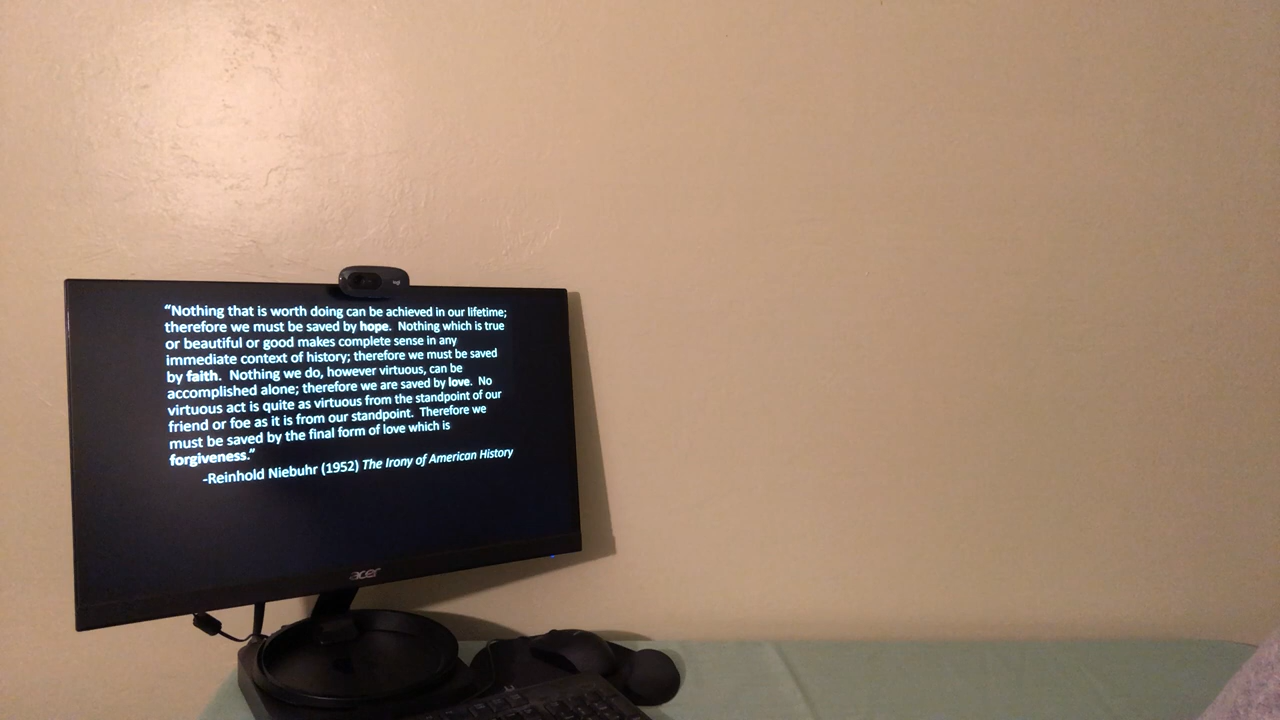 “Nothing that is worth doing can be achieved in our lifetime;
therefore we must be saved by hope.  Nothing which is true
or beautiful or good makes complete sense in any
immediate context of history; therefore we must be saved
by faith.  Nothing we do, however virtuous, can be
accomplished alone; therefore we are saved by love.  No
virtuous act is quite as virtuous from the standpoint of our
friend or foe as it is from our standpoint.  Therefore we
must be saved by the final form of love which is
forgiveness.”
-Reinhold Niebuhr (1952) The Irony of American History
acer